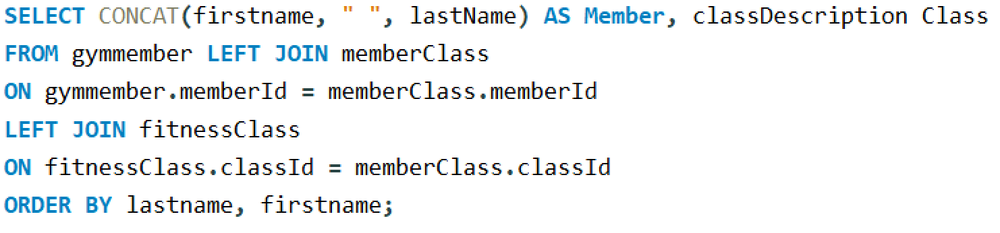 SELECT CONCAT(firstname, " ", lastName) AS Member, classDescription Class
FROM gymmember LEFT JOIN memberClass
ON gymmember.memberId = memberClass.memberId
LEFT JOIN fitnessClass
ON fitnessClass.classId = memberClass.classId
ORDER BY lastname, firstname;